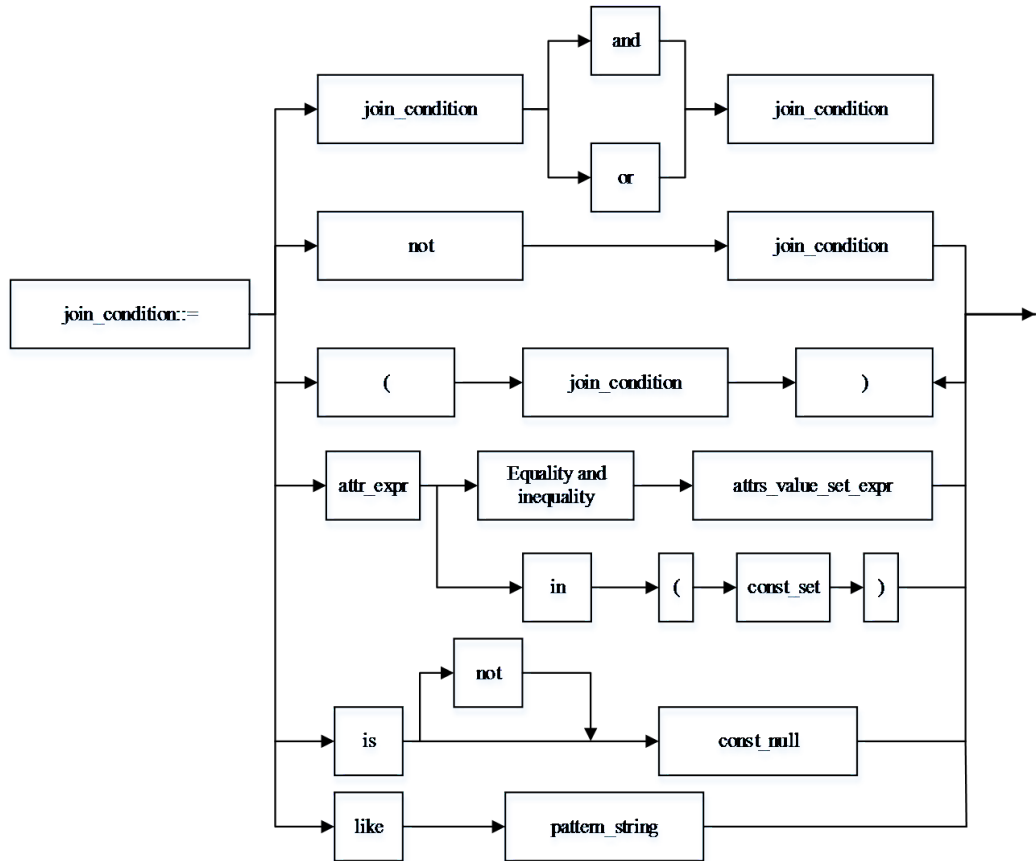 and
join_condition
join_condition
or
not
join_condition
join_condition::=
(
join_condition
)
attr_expr
Equality and
inequality
attrs_value_set_expr
in
(
const_set
)
not
is
const_null
like
pattern_string